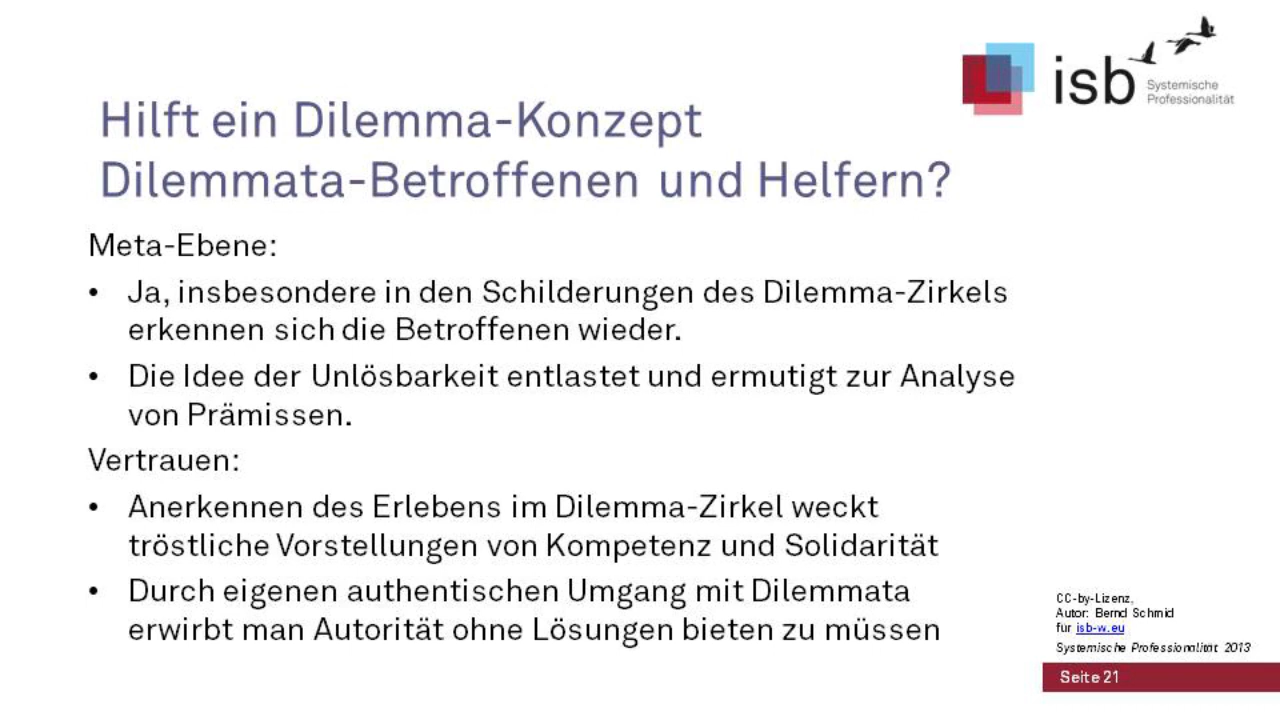 isb
Systemische
Professionalität
Hilft ein Dilemma-Konzept
Dilemmata-Betroffenen und Helfern?
Meta-Ebene:
• Ja, insbesondere in den Schilderungen des Dilemma-Zirkels
erkennen sich die Betroffenen wieder.
• Die Idee der Unlösbarkeit entlastet und ermutigt zur Analyse
von Prämissen.
Vertrauen:
• Anerkennen des Erlebens im Dilemma-Zirkel weckt
tröstliche Vorstellungen von Kompetenz und Solidarität
• Durch eigenen authentischen Umgang mit Dilemmata
erwirbt man Autorität ohne Lösungen bieten zu müssen
CC-by-Lizenz,
Autor: Bernd Schmid
für isb-w.eu
Systemische Professionalität 2013
Seite 21